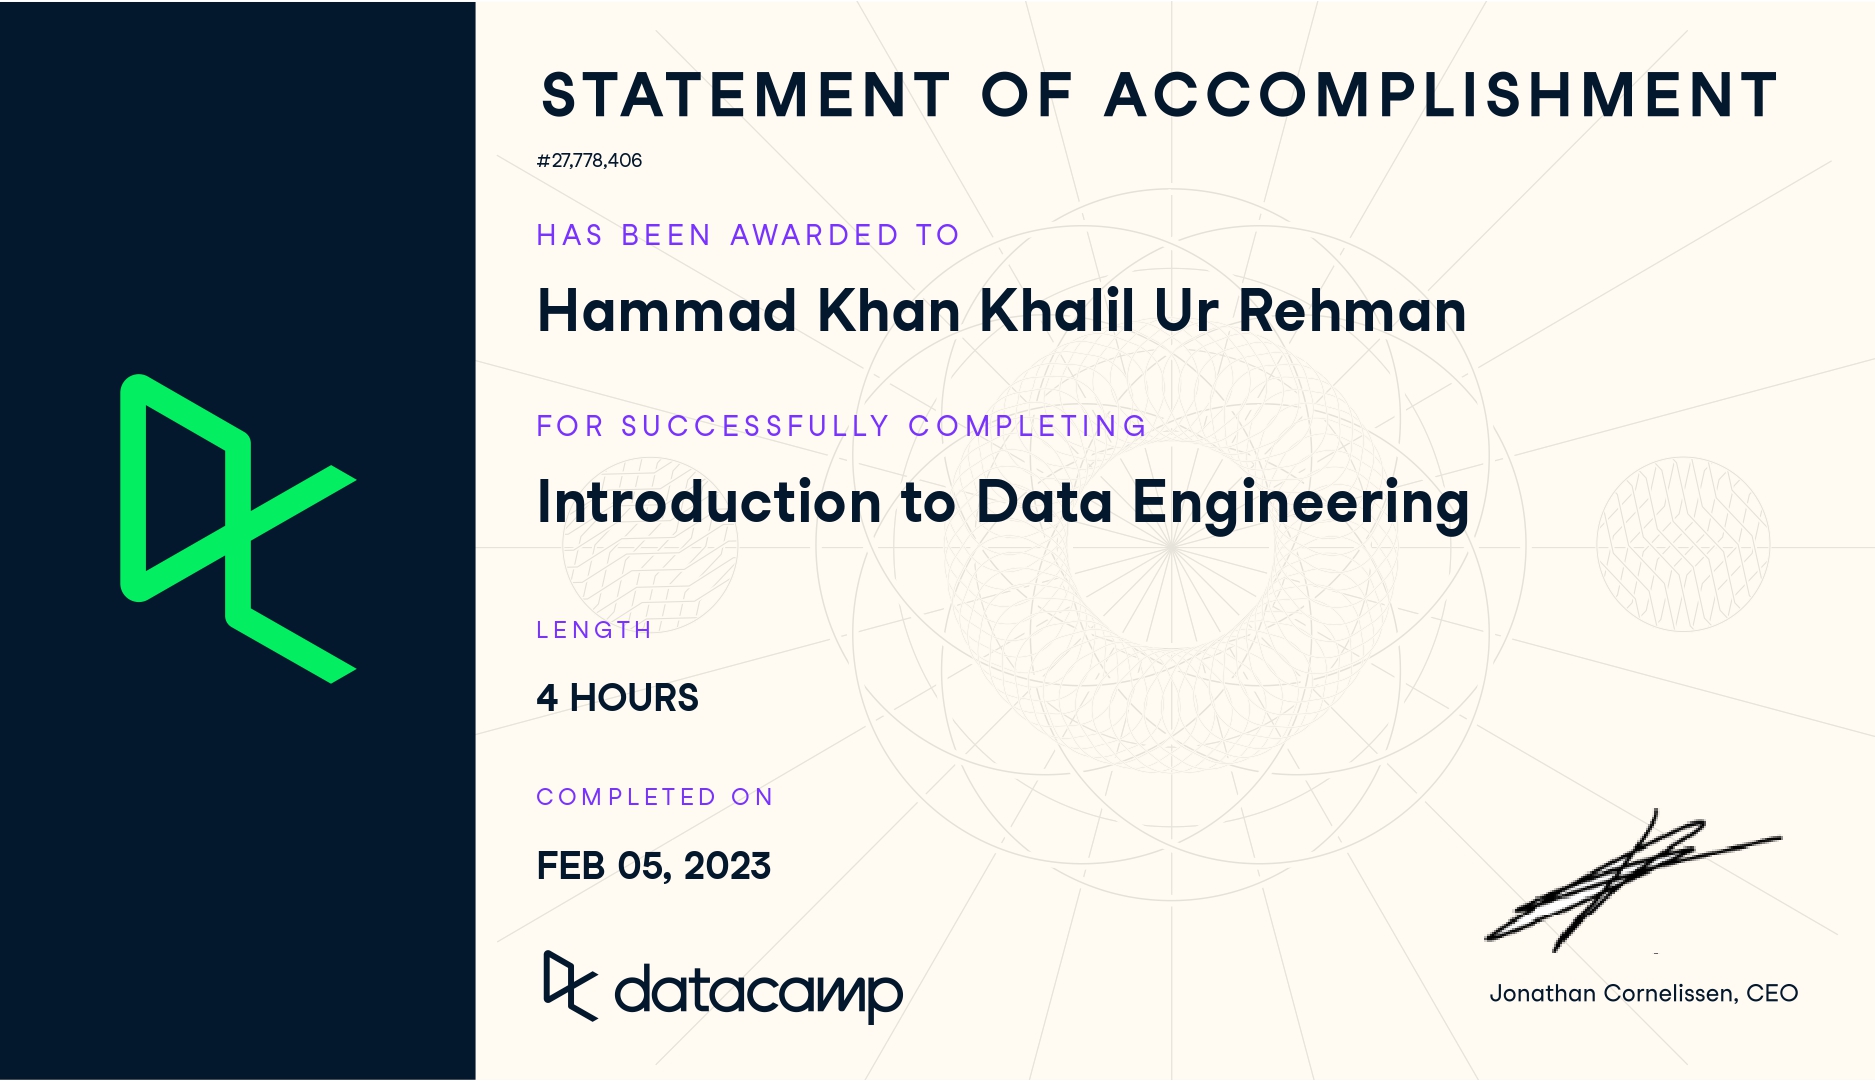 STATEMENT OF ACCOMPLISHMENT
#27,778,406
HAS BEEN AWARDED TO
Hammad Khan Khalil Ur Rehman
FOR SUCCESSFULLY COMPLETING
Introduction to Data Engineering
LENGTH
4 HOURS
COMPLETED ON
FEB 05, 2023
datacamp
Jonathan Cornelissen, CEO